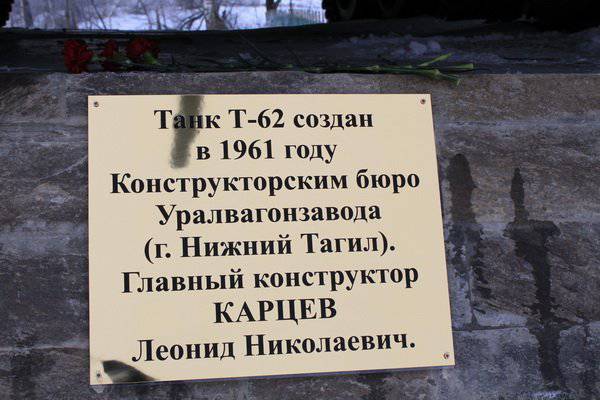 Танк Т-62 создан
в 1961 году
Конструкторским бюро
Уралвагонзавода
(г. Нижний Тагил).
Главный конструктор
КАРЦЕВ
Леонид Николаевич.